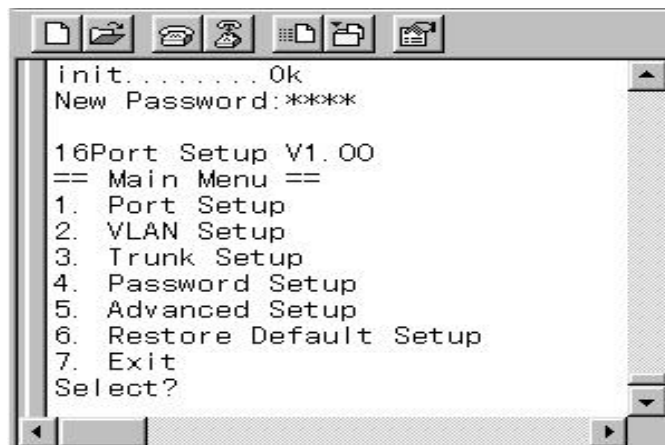 init........Ok
New Password:****
16Port Setup V1.00
== Main Menu ==
1. Port Setup
2. VLAN Setup
3. Trunk Setup
4. Password Setup
5. Advanced Setup
6. Restore Default Setup
7. Exit
Select?